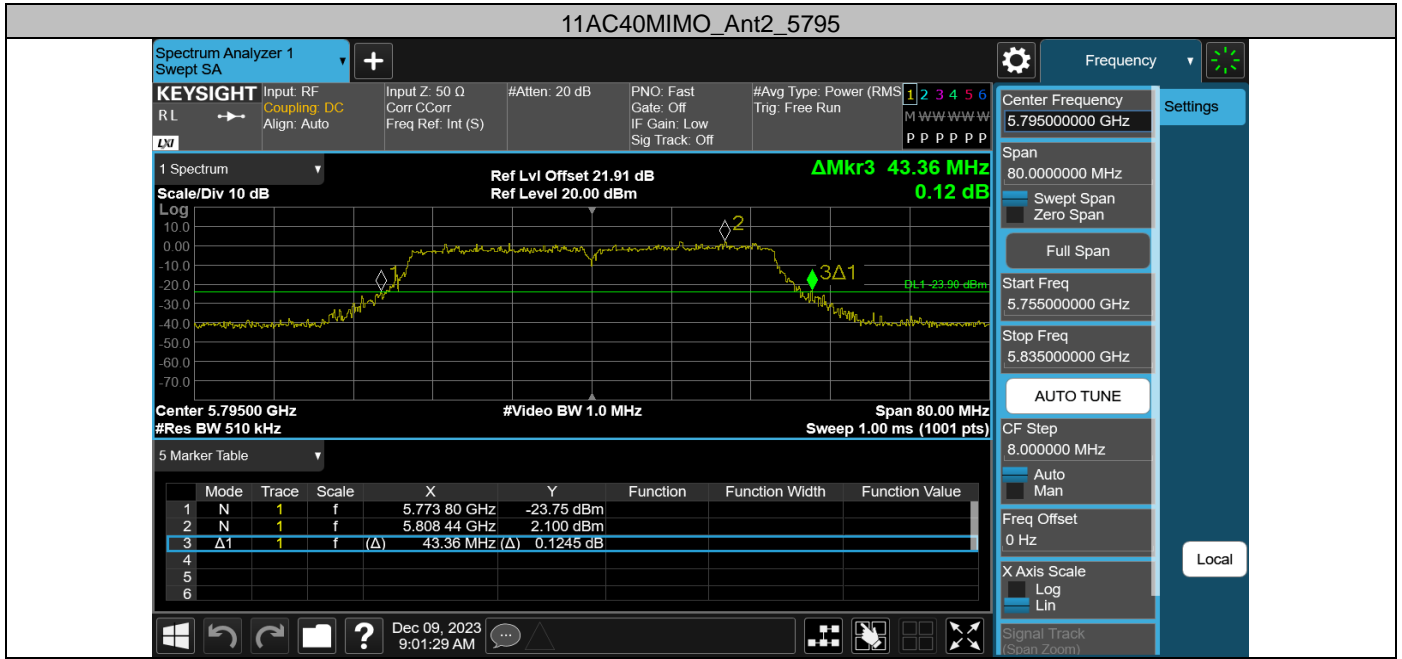 11AC40MIMO_Ant2_5795
Spectrum Analyzer 1
Swept SA
Frequency
KEYSIGHT
R L
LXI
Input: RF
Coupling: DC
Align: Auto
Input Z: 50 Ω
Corr CCorr
Freq Ref: Int (S)
#Atten: 20 dB
PNO: Fast
Gate: Off
IF Gain: Low
Sig Track: Off
#Avg Type: Power (RMS
Trig: Free Run
1 2 3 4 5 6
M W W W W W
P P P P P P
1 Spectrum
Scale/Div 10 dB
Ref Lvl Offset 21.91 dB
Ref Level 20.00 dBm
ΔMkr3 43.36 MHz
0.12 dB
Log
10.0
0.00
-10.0
-20.0
-30.0
-40.0
-50.0
-60.0
-70.0
1
2
3Δ1
DL1 -23.90 dBm
Center 5.79500 GHz
#Video BW 1.0 MHz
Span 80.00 MHz
#Res BW 510 kHz
Sweep 1.00 ms (1001 pts)
5 Marker Table
Mode Trace Scale X Y Function Function Width Function Value
1 N 1 f 5.773 80 GHz -23.75 dBm
2 N 1 f 5.808 44 GHz 2.100 dBm
3 Δ1 1 f (Δ) 43.36 MHz (Δ) 0.1245 dB
4
5
6
?
Dec 09, 2023
9:01:29 AM
Center Frequency
5.795000000 GHz
Settings
Span
80.0000000 MHz
Swept Span
Zero Span
Full Span
Start Freq
5.755000000 GHz
Stop Freq
5.835000000 GHz
AUTO TUNE
CF Step
8.000000 MHz
Auto
Man
Freq Offset
0 Hz
X Axis Scale
Log
Lin
Local
Signal Track
(Span Zoom)